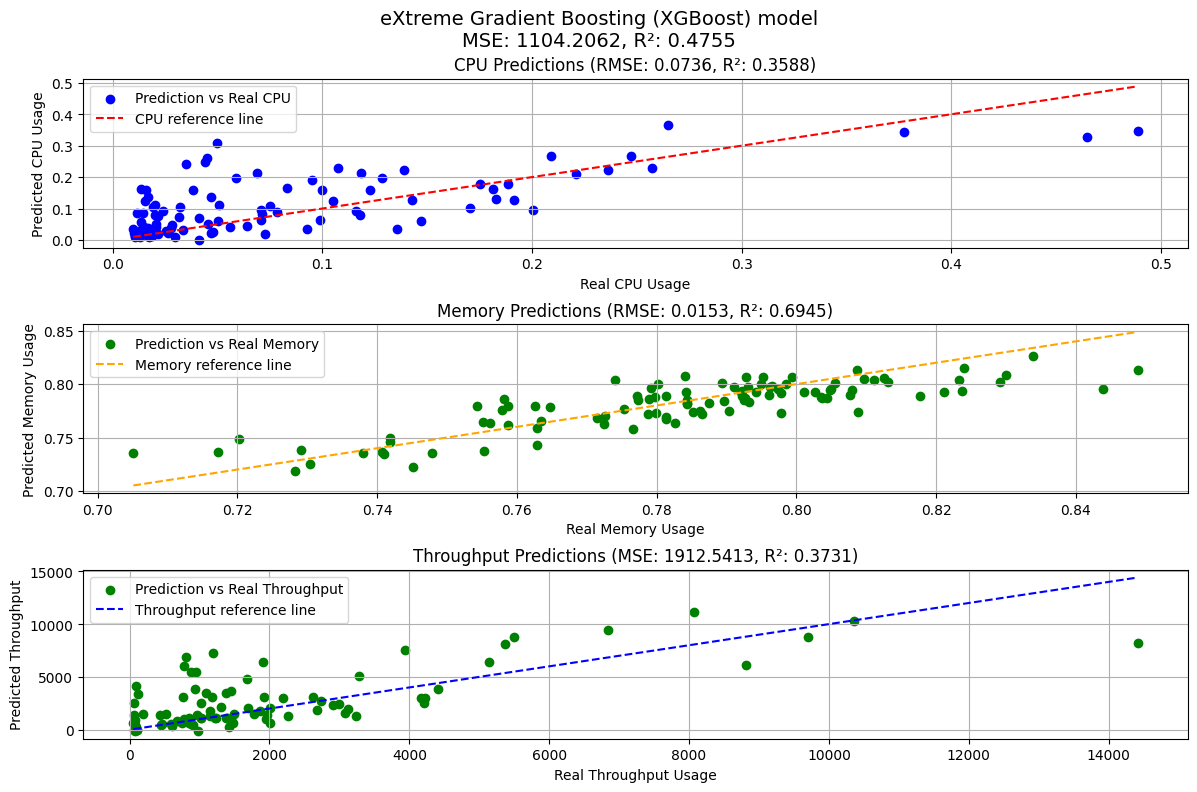 eXtreme Gradient Boosting (XGBoost) model
MSE: 1104.2062, R²: 0.4755
CPU Predictions (RMSE: 0.0736, R²: 0.3588)
Predicted CPU Usage
0.5
0.4
0.3
0.2
0.1
0.0
Prediction vs Real CPU
CPU reference line
0.0 0.1 0.2 0.3 0.4 0.5
Real CPU Usage
Memory Predictions (RMSE: 0.0153, R²: 0.6945)
Predicted Memory Usage
0.85
0.80
0.75
0.70
Prediction vs Real Memory
Memory reference line
0.70 0.72 0.74 0.76 0.78 0.80 0.82 0.84
Real Memory Usage
Throughput Predictions (MSE: 1912.5413, R²: 0.3731)
Predicted Throughput
15000
10000
5000
0
Prediction vs Real Throughput
Throughput reference line
0 2000 4000 6000 8000 10000 12000 14000
Real Throughput Usage